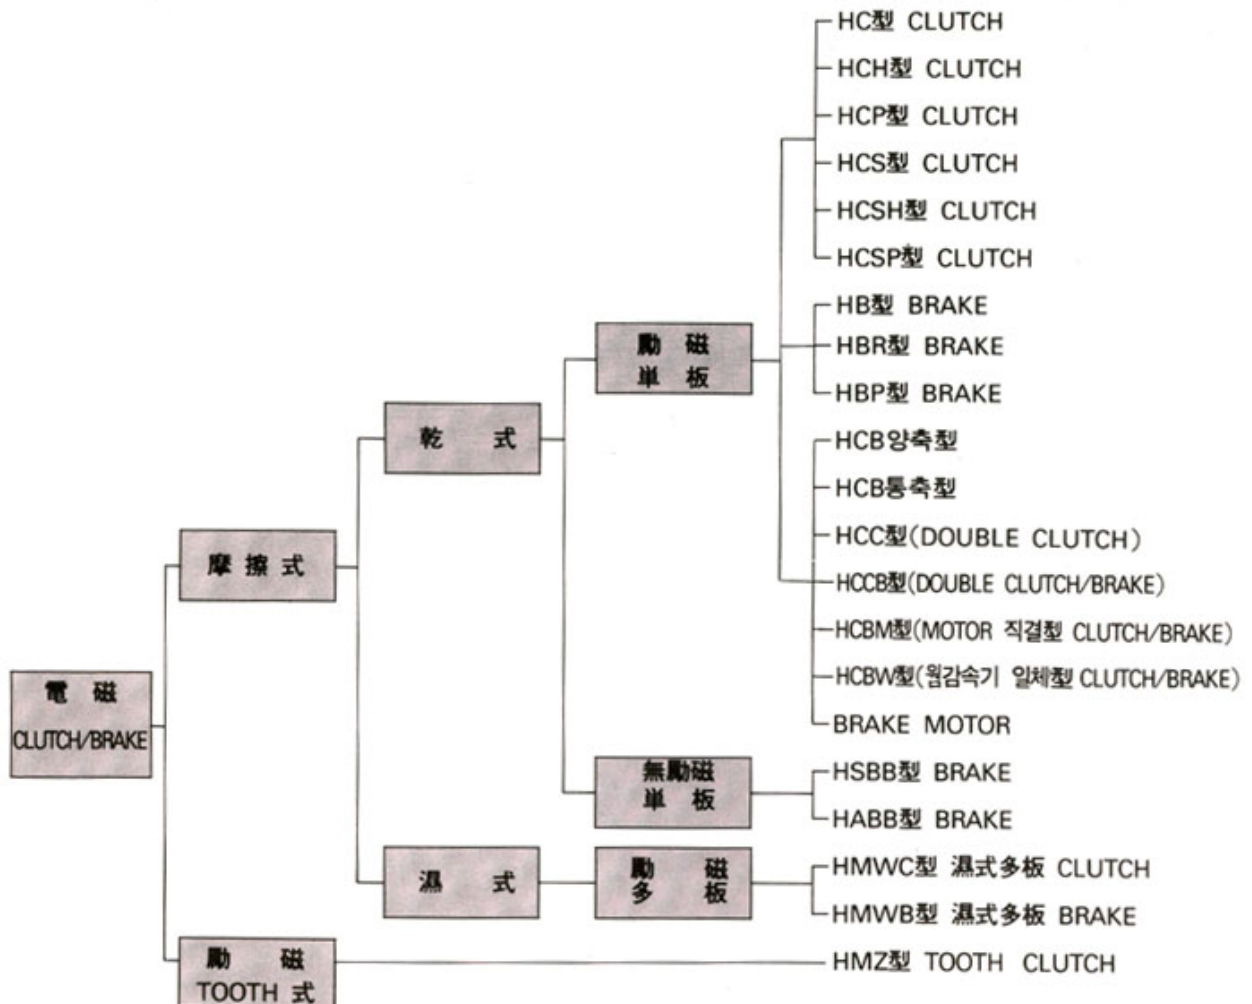 HC型 CLUTCH
HCH型 CLUTCH
HCP型 CLUTCH
HCS型 CLUTCH
HCSH型 CLUTCH
HCSP型 CLUTCH
HB型 BRAKE
HBR型 BRAKE
HBP型 BRAKE
HCB양축型
HCB통축型
HCC型(DOUBLE CLUTCH)
HCCB型(DOUBLE CLUTCH/BRAKE)
HCBM型(MOTOR 직결型 CLUTCH/BRAKE)
HCBW型(웜감속기 일체型 CLUTCH/BRAKE)
BRAKE MOTOR
HSBB型 BRAKE
HABB型 BRAKE
HMWC型 濕式多板 CLUTCH
HMWB型 濕式多板 BRAKE
HMZ型 TOOTH CLUTCH
勵磁
単板
乾式
摩擦式
電磁
CLUTCH/BRAKE
無勵磁
単板
濕式
勵磁
多板
勵磁
TOOTH 式